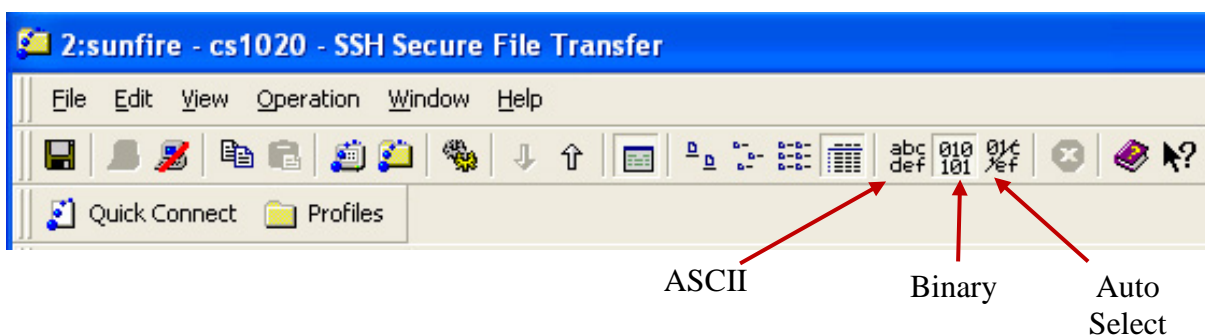 2:sunfire - cs1020 - SSH Secure File Transfer
File Edit View Operation Window Help
abc 010
def 101 ef
Quick Connect Profiles
ASCII Binary Auto
Select